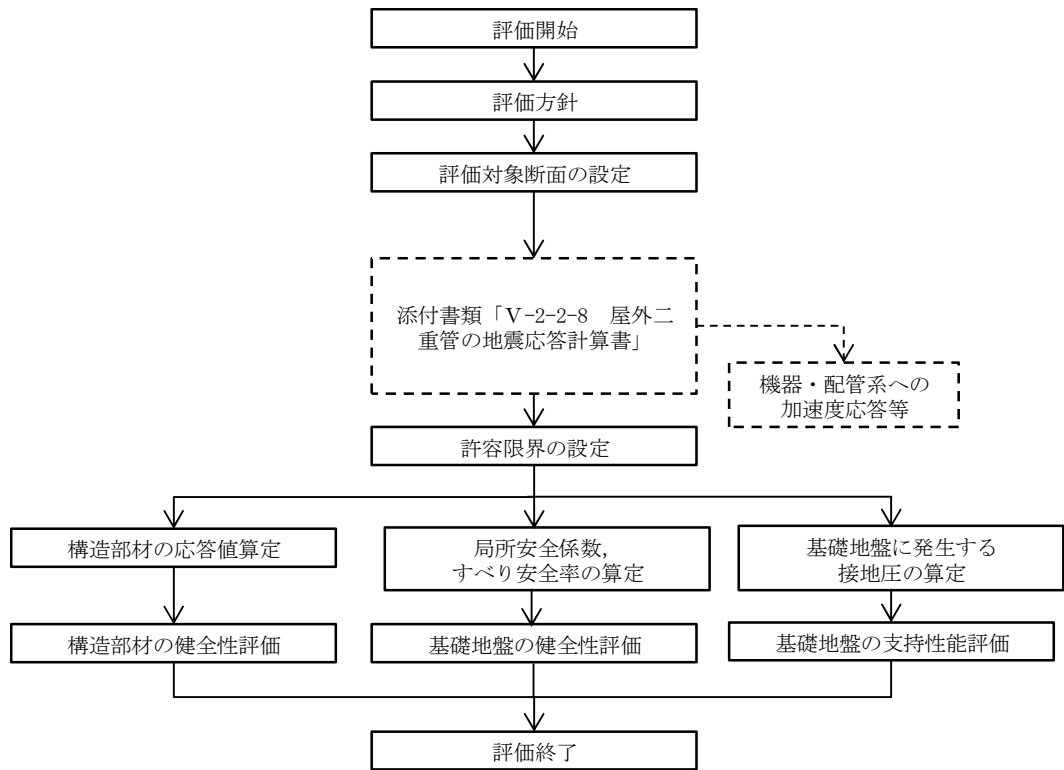 評価開始
評価方針
評価対象断面の設定
添付書類「Ⅴ-2-2-8　屋外二
重管の地震応答計算書」
機器・配管系への
加速度応答等
許容限界の設定
構造部材の応答値算定
局所安全係数,
すべり安全率の算定
基礎地盤に発生する
接地圧の算定
構造部材の健全性評価
基礎地盤の健全性評価
基礎地盤の支持性能評価
評価終了